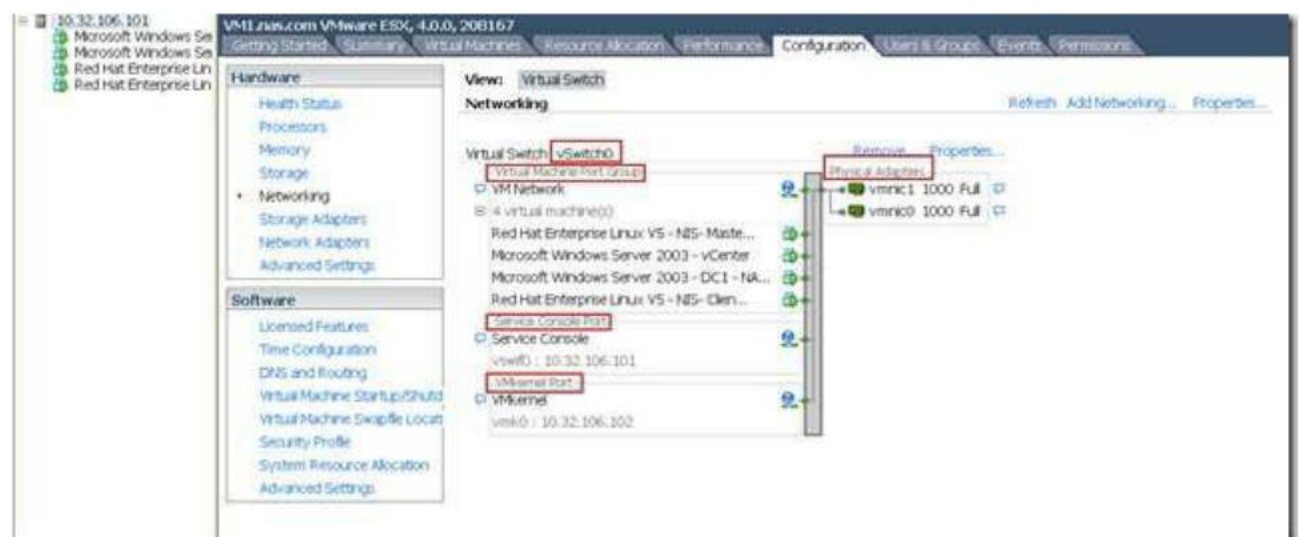 10.32.106.101
Microsoft Windows Se
Microsoft Windows Se
Red Hat Enterprise Lin
Red Hat Enterprise Lin
VM1.nas.com VMware ESX, 4.0.0, 208167
Getting Started Summary Virtual Machines Resource Allocation Performance Configuration Users & Groups Events Permissions
Hardware
Health Status
Processors
Memory
Storage
Networking
Storage Adapters
Network Adapters
Advanced Settings
Software
Licensed Features
Time Configuration
DNS and Routing
Virtual Machine Startup/Shutd
Virtual Machine Swapfile Locat
Security Profile
System Resource Allocation
Advanced Settings
View: Virtual Switch
Networking
Refresh Add Networking... Properties...
Virtual Switch: vSwitch0
Remove... Properties...
Virtual Machine Port Group
Physical Adapters
VM Network
vmnic1 1000 Full
4 virtual machine(s)
vmnic0 1000 Full
Red Hat Enterprise Linux V5 - NIS- Maste...
Microsoft Windows Server 2003 - vCenter
Microsoft Windows Server 2003 - DC1 - NA...
Red Hat Enterprise Linux V5 - NIS- Clien...
Service Console Port
Service Console
vswif0 : 10.32.106.101
VMkernel Port
VMkernel
vmk0 : 10.32.106.102